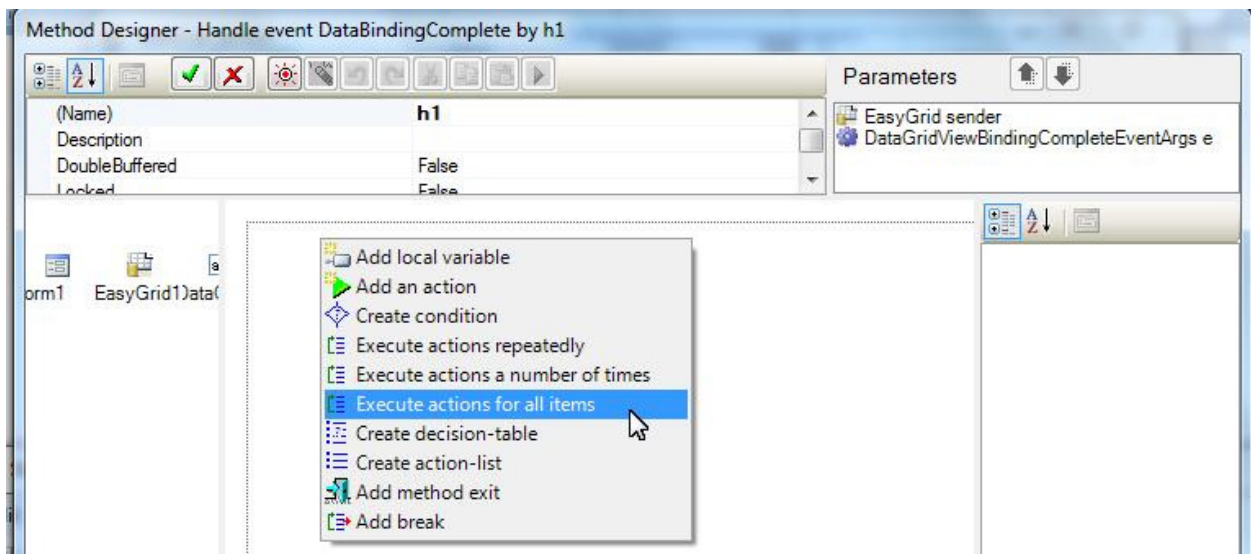 Method Designer - Handle event DataBindingComplete by h1
Parameters
(Name) h1
Description
DoubleBuffered False
Locked False
EasyGrid sender
DataGridViewBindingCompleteEventArgs e
orm1 EasyGrid1
Add local variable
Add an action
Create condition
Execute actions repeatedly
Execute actions a number of times
Execute actions for all items
Create decision-table
Create action-list
Add method exit
Add break